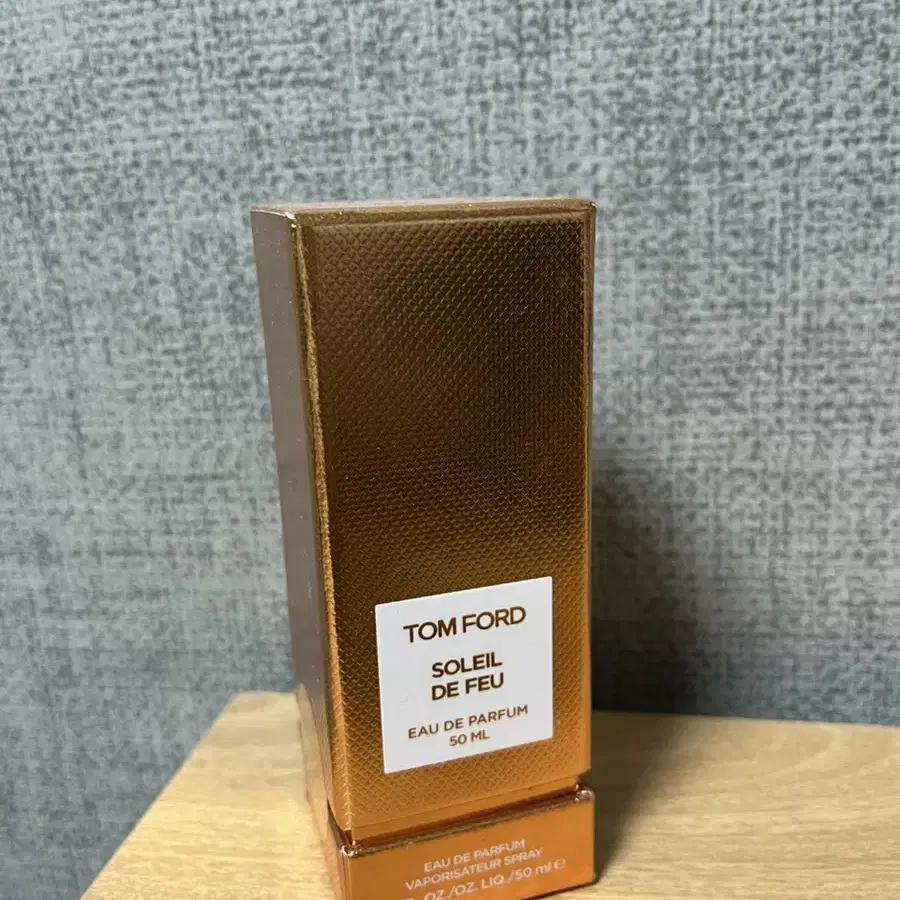 TOM FORD
SOLEIL
DE FEU
EAU DE PARFUM
50 ML
EAU DE PARFUM
VAPORISATEUR SPRAY
OZ./OZ. LIQ./50 ml e